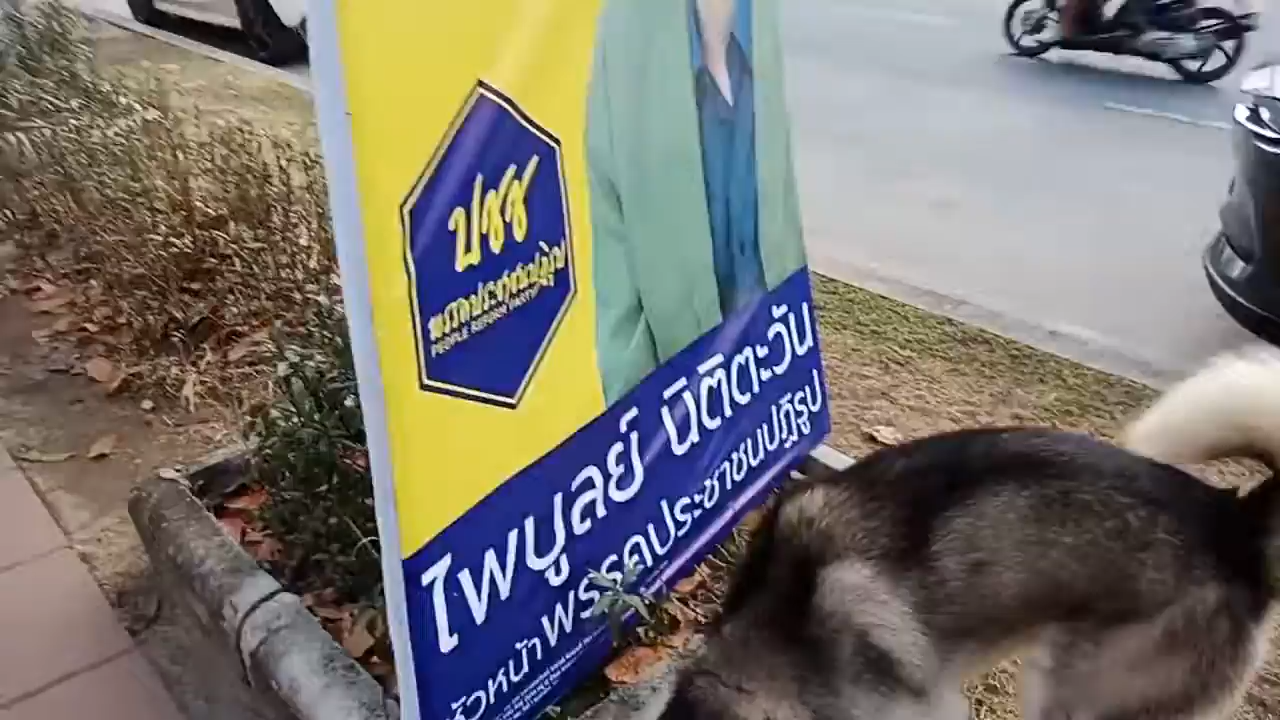 ปชช
พรรคประชาชนปฏิรูป
PEOPLE REFORM PARTY
ไพบูลย์ นิติตะวัน
หัวหน้าพรรคประชาชนปฏิรูป